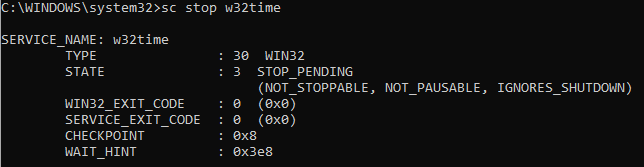 C:\WINDOWS\system32>sc stop w32time
SERVICE_NAME: w32time
TYPE : 30 WIN32
STATE : 3 STOP_PENDING
(NOT_STOPPABLE, NOT_PAUSABLE, IGNORES_SHUTDOWN)
WIN32_EXIT_CODE : 0 (0x0)
SERVICE_EXIT_CODE : 0 (0x0)
CHECKPOINT : 0x8
WAIT_HINT : 0x3e8